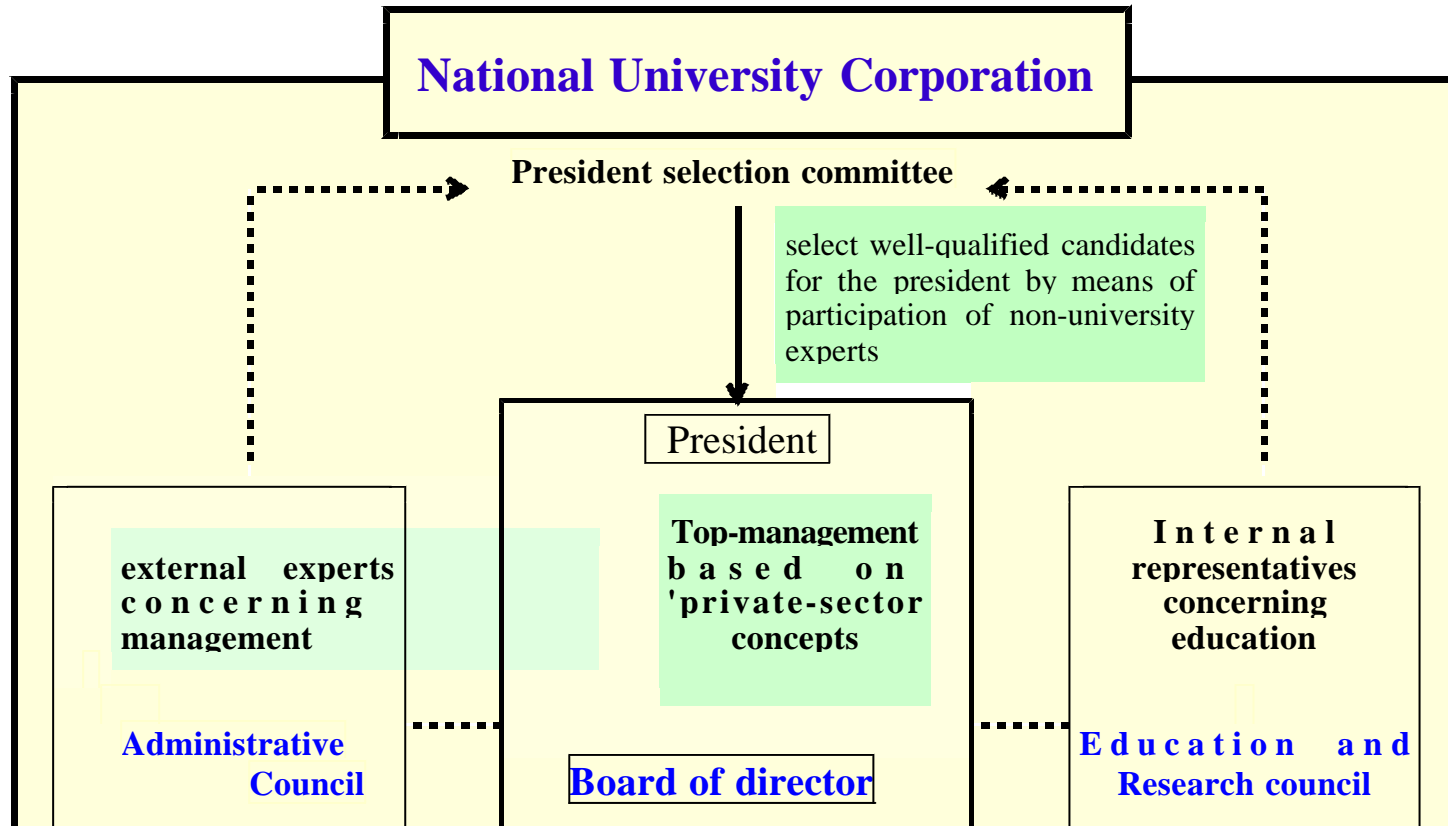 National University Corporation
President selection committee
select well-qualified candidates
for the president by means of
participation of non-university
experts
President
external experts
concerning
management
Administrative
Council
Top-management
based on
'private-sector
concepts
Board of director
Internal
representatives
concerning
education
Education and
Research council